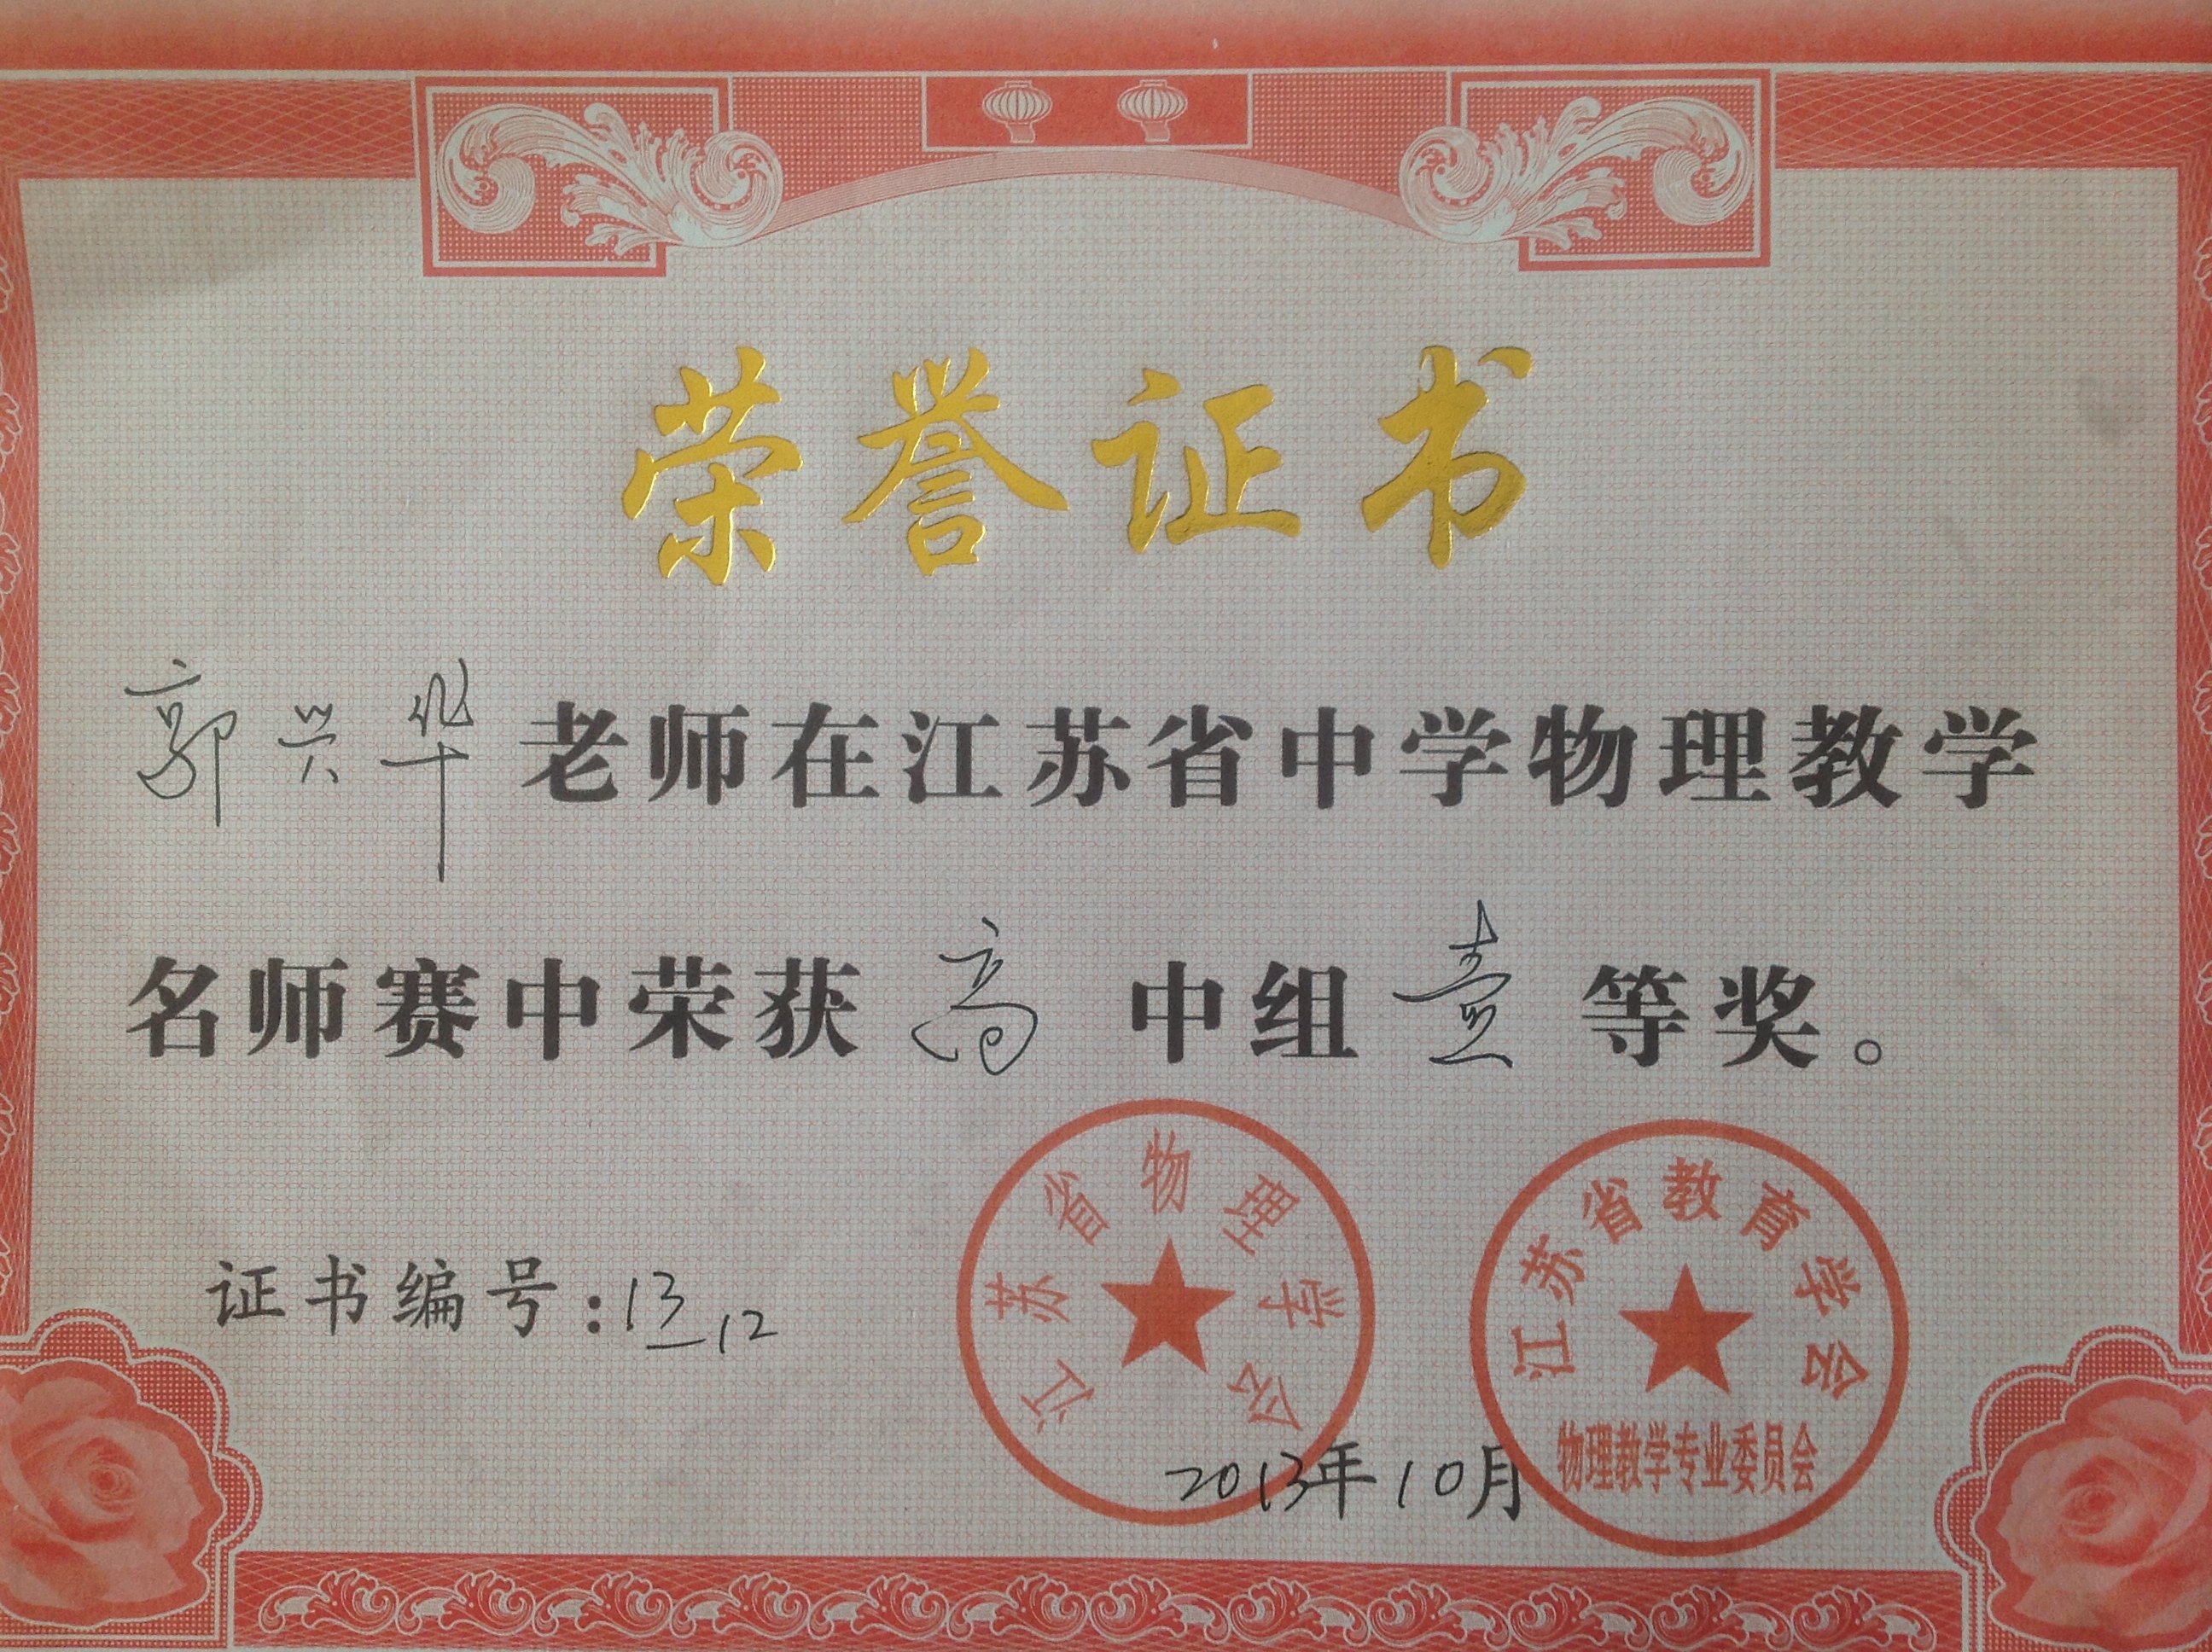 荣誉证书
郭兴华老师在江苏省中学物理教学
名师赛中荣获高中组壹等奖。
证书编号:13_12
江苏省物理学会
江苏省教育学会
物理教学专业委员会
2013年10月